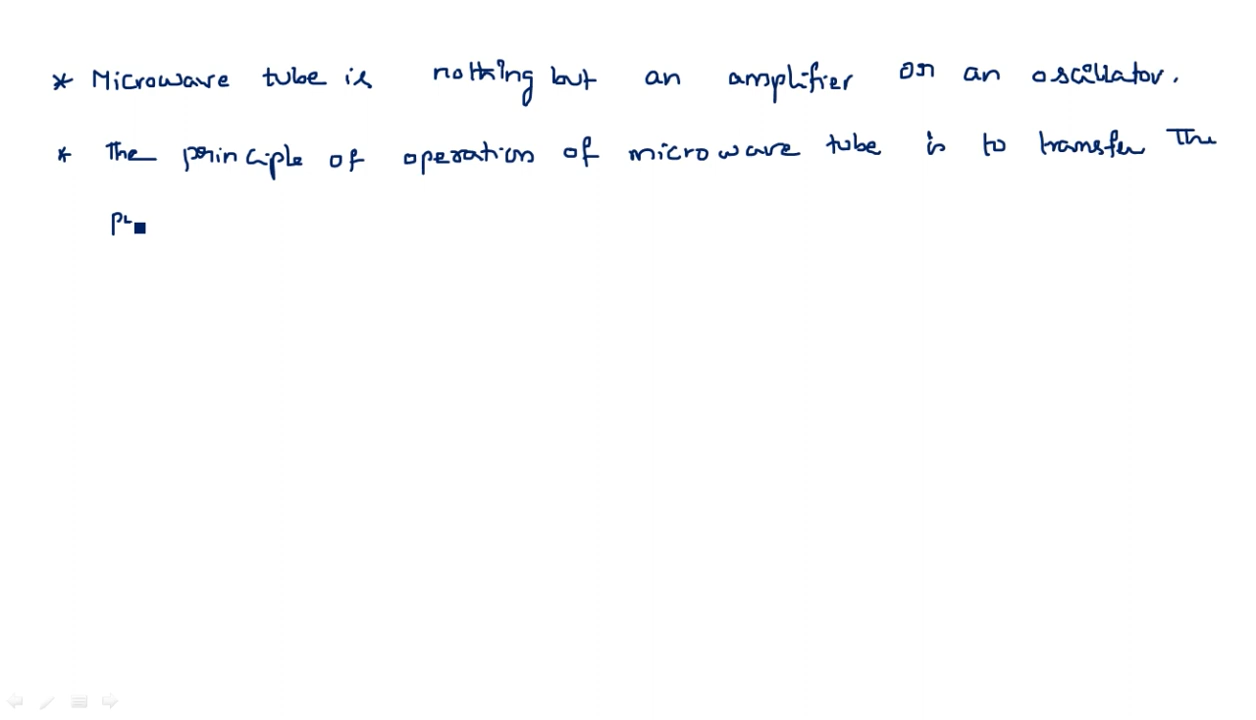 * Microwave tube is nothing but an amplifier or an oscillator.
* The principle of operation of microwave tube is to transfer The